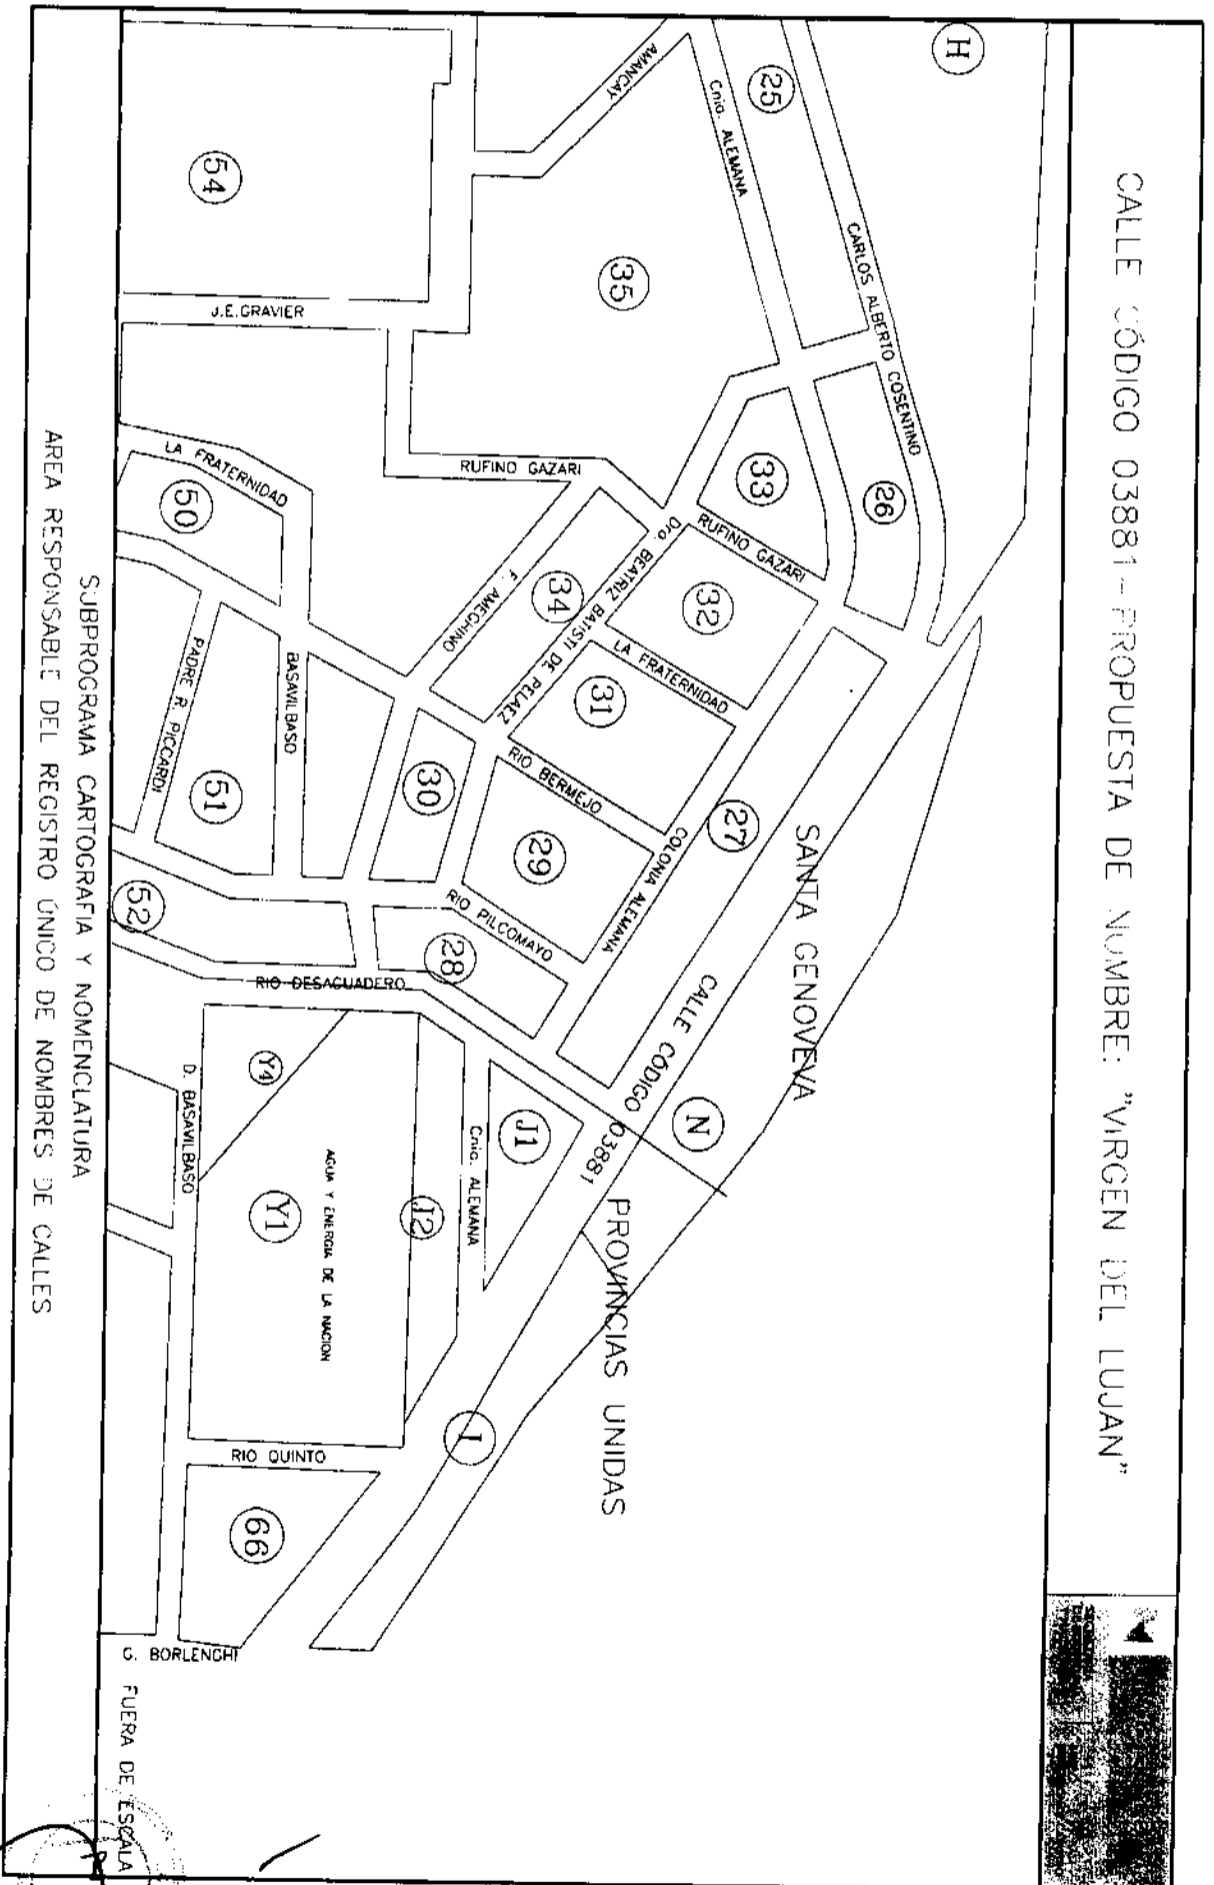 CALLE CÓDIGO 03881-PROPUESTA DE NOMBRE: "VIRGEN DEL LUJAN"
H
25
CARLOS ALBERTO COSENTINO
Cnia. ALEMANA
AMANCAY
26
35
33
54
J.E.GRAVIER
RUFINO GAZARI
RUFINO GAZARI
32
34
Dra. BEATRIZ BATISTI DE PELAEZ
F. AMEGHINO
LA FRATERNIDAD
LA FRATERNIDAD
50
31
RIO BERMEJO
27
SANTA GENOVEVA
COLONIA ALEMANA
CALLE CÓDIGO 03881
BASAVILBASO
PADRE R. PICCARDI
51
30
29
RIO PILCOMAYO
28
52
RIO DESAGUADERO
N
PROVINCIAS UNIDAS
J1
Cnia. ALEMANA
J2
Y4
D. BASAVILBASO
AGUA Y ENERGIA DE LA NACION
Y1
I
RIO QUINTO
66
G. BORLENGHI
FUERA DE ESCALA
SUBPROGRAMA CARTOGRAFIA Y NOMENCLATURA
AREA RESPONSABLE DEL REGISTRO ÚNICO DE NOMBRES DE CALLES